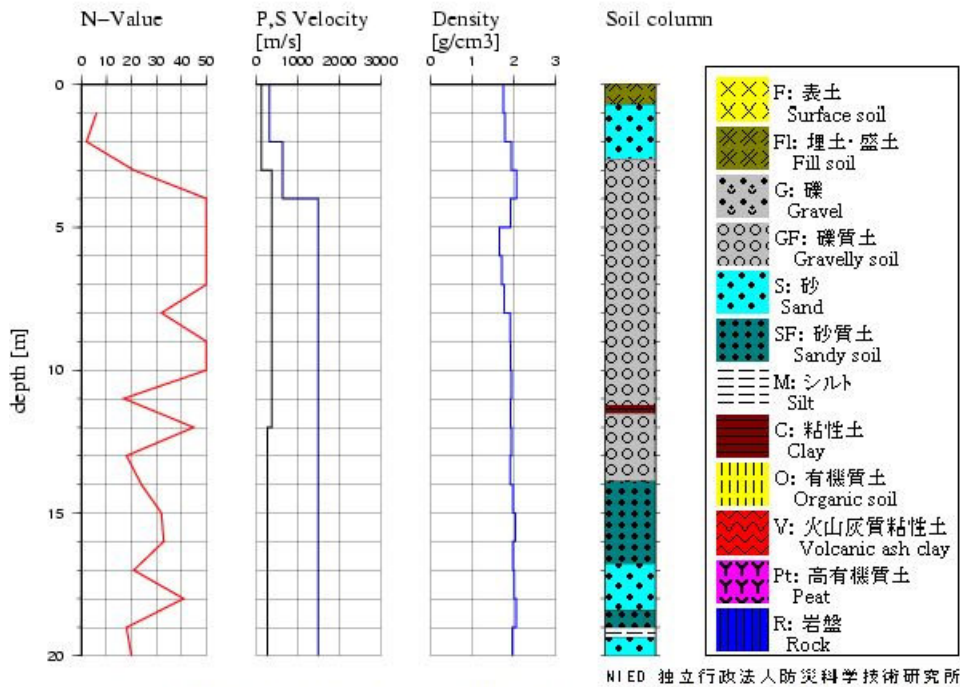 N-Value
P,S Velocity
[m/s]
Density
[g/cm3]
Soil column
0 10 20 30 40 50
0 1000 2000 3000
0 1 2 3
0
5
10
15
20
depth [m]
F: 表土
Surface soil
Fl: 埋土・盛土
Fill soil
G: 礫
Gravel
GF: 礫質土
Gravelly soil
S: 砂
Sand
SF: 砂質土
Sandy soil
M: シルト
Silt
C: 粘性土
Clay
O: 有機質土
Organic soil
V: 火山灰質粘性土
Volcanic ash clay
Pt: 高有機質土
Peat
R: 岩盤
Rock
NIED 独立行政法人防災科学技術研究所